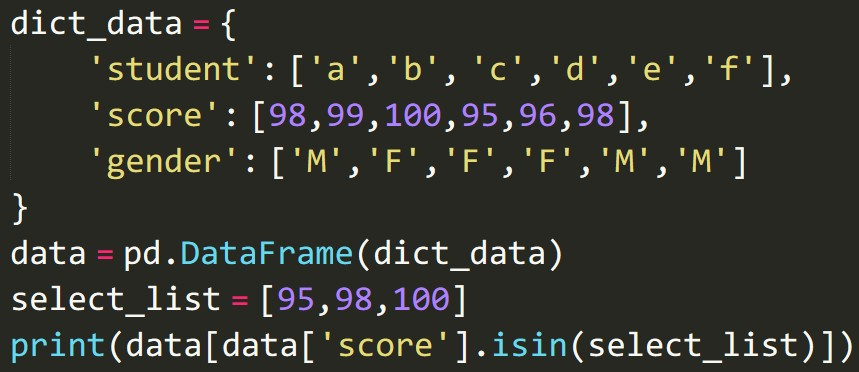 dict_data = {
    'student': ['a','b', 'c','d','e','f'],
    'score': [98,99,100,95,96,98],
    'gender': ['M','F','F','F','M','M']
}
data = pd.DataFrame(dict_data)
select_list = [95,98,100]
print(data[data['score'].isin(select_list)])